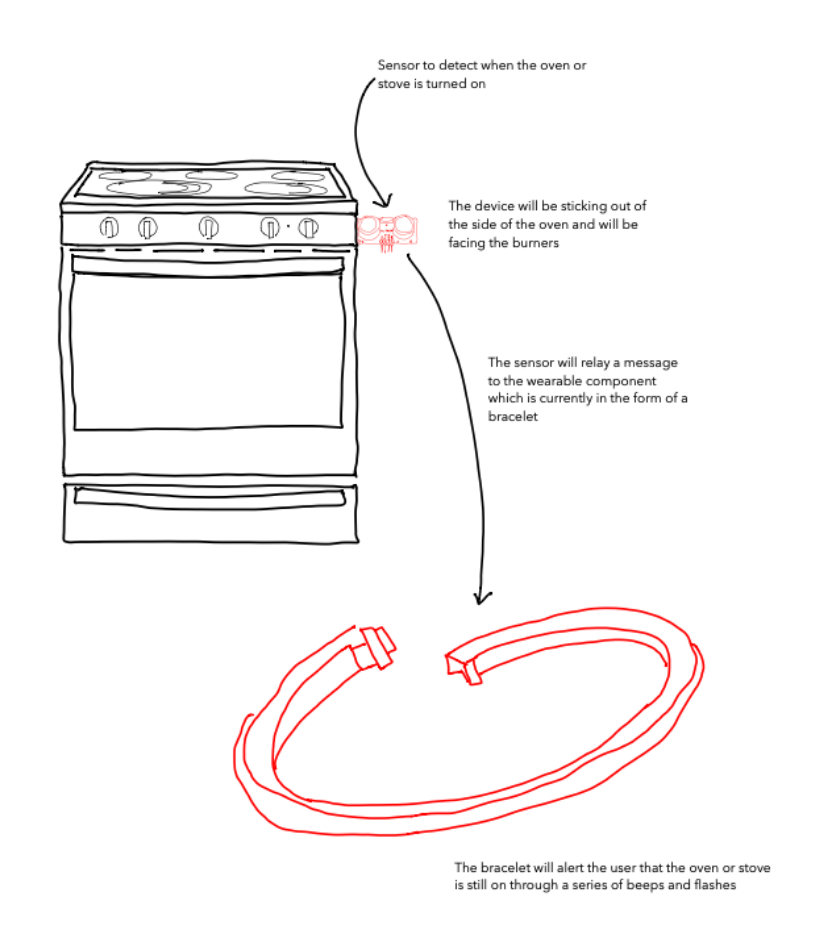 Sensor to detect when the oven or
stove is turned on
The device will be sticking out of
the side of the oven and will be
facing the burners
The sensor will relay a message
to the wearable component
which is currently in the form of a
bracelet
The bracelet will alert the user that the oven or stove
is still on through a series of beeps and flashes